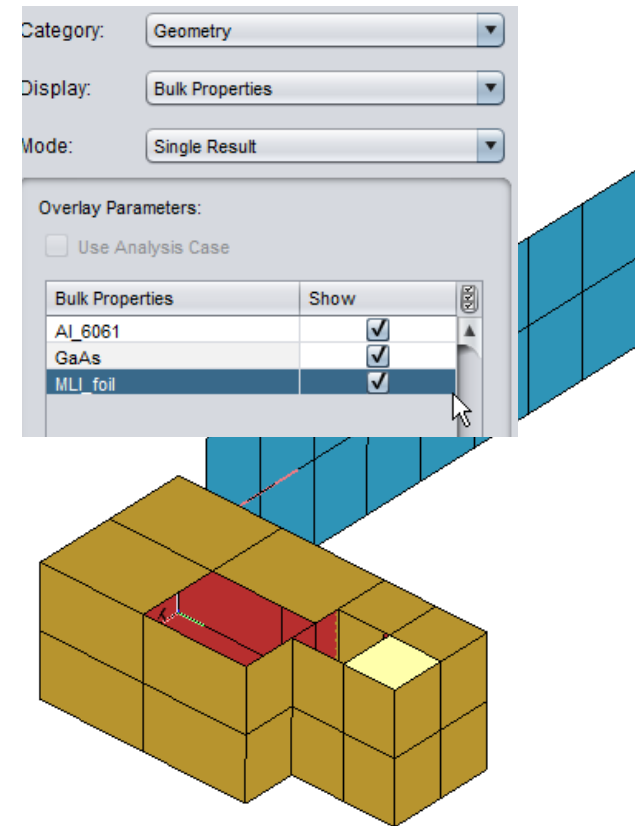 Category: Geometry
Display: Bulk Properties
Mode: Single Result
Overlay Parameters:
Use Analysis Case
Bulk Properties Show
Al_6061
GaAs
MLI_foil